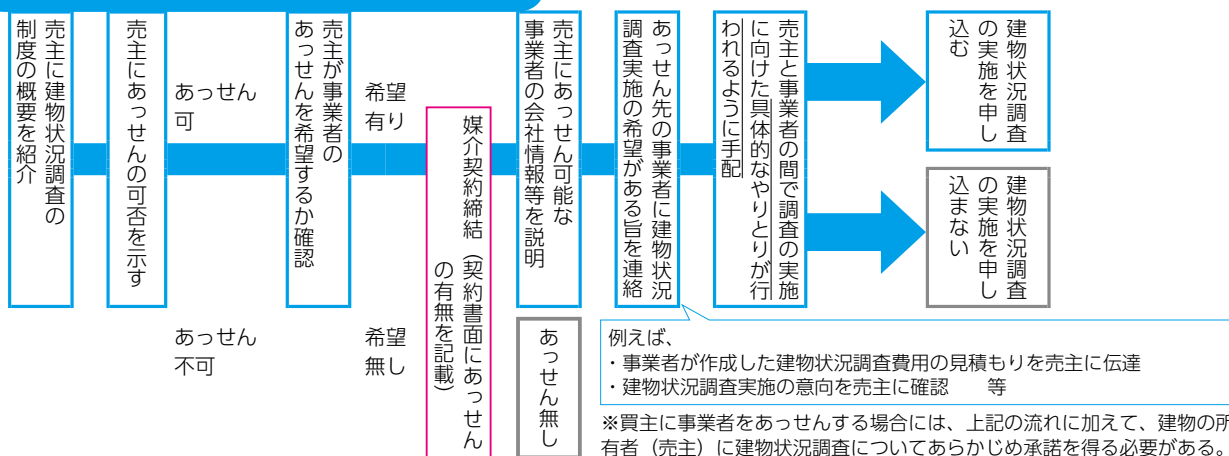 売主に建物状況調査の
制度の概要を紹介
売主にあっせんの可否を示す
あっせん
可
あっせん
不可
売主が事業者の
あっせんを希望するか確認
希望
有り
希望
無し
媒介契約締結（契約書面にあっせん
の有無を記載）
売主にあっせん可能な
事業者の会社情報等を説明
あっせん無し
あっせん先の事業者に建物状況
調査実施の希望がある旨を連絡
売主と事業者の間で調査の実施
に向けた具体的なやりとりが行
われるように手配
建物状況調査
の実施を申し
込む
建物状況調査
の実施を申し
込まない
例えば、
・事業者が作成した建物状況調査費用の見積もりを売主に伝達
・建物状況調査実施の意向を売主に確認　　等
※買主に事業者をあっせんする場合には、上記の流れに加えて、建物の所
有者（売主）に建物状況調査についてあらかじめ承諾を得る必要がある。